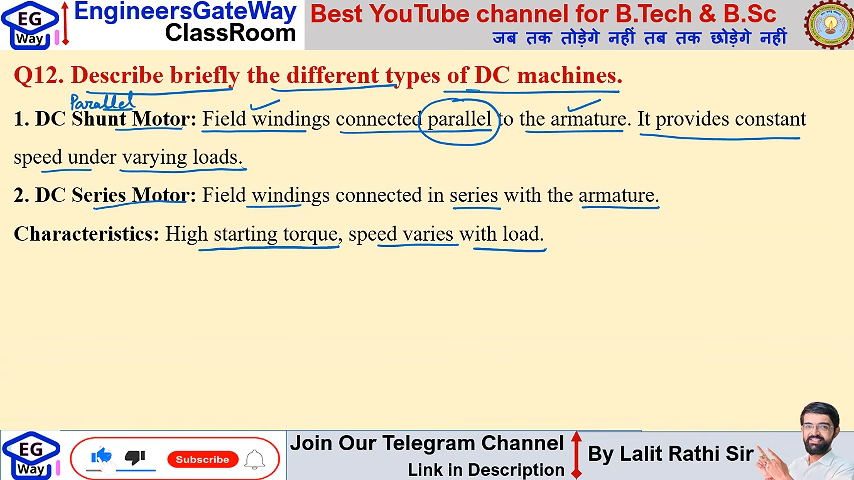 EG
Way
EngineersGateWay
ClassRoom
Best YouTube channel for B.Tech & B.Sc
जब तक तोड़ेगे नहीं तब तक छोड़ेगे नहीं
Q12. Describe briefly the different types of DC machines.
Parallel
1. DC Shunt Motor: Field windings connected parallel to the armature. It provides constant
speed under varying loads.
2. DC Series Motor: Field windings connected in series with the armature.
Characteristics: High starting torque, speed varies with load.
EG
Way
Subscribe
Join Our Telegram Channel
Link in Description
By Lalit Rathi Sir